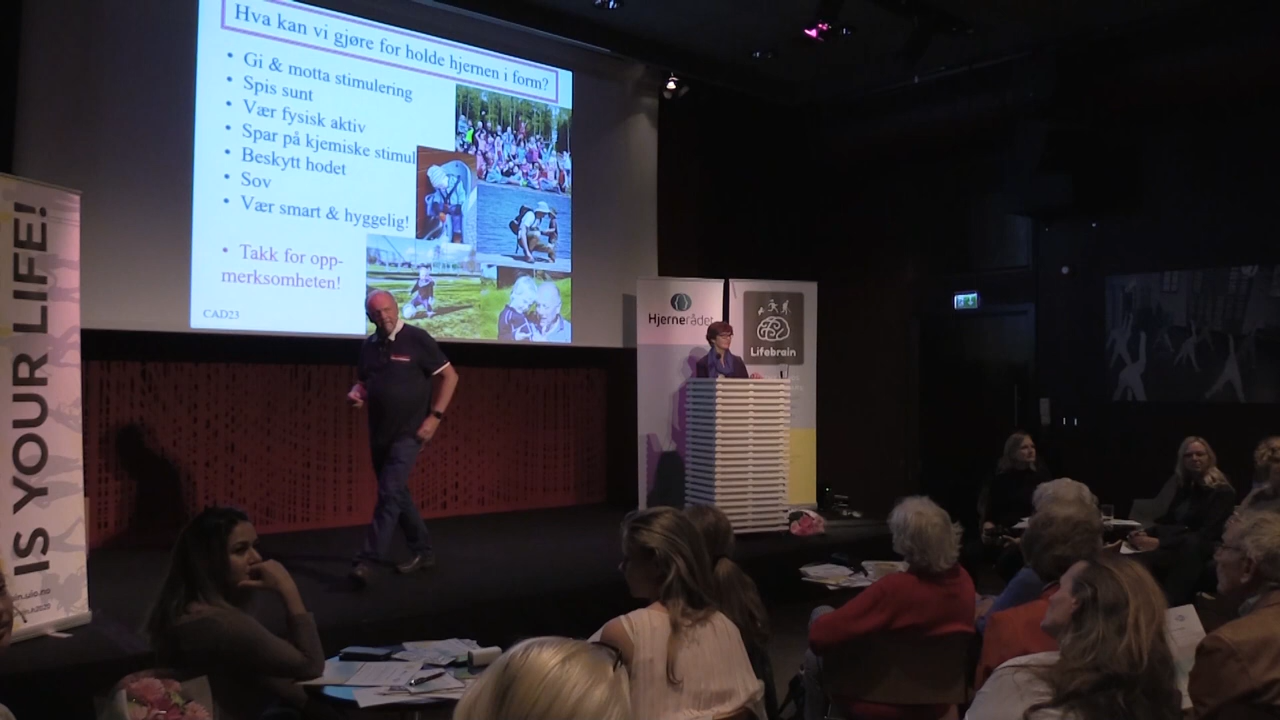 Hva kan vi gjøre for holde hjernen i form?
• Gi & motta stimulering
• Spis sunt
• Vær fysisk aktiv
• Spar på kjemiske stimul
• Beskytt hodet
• Sov
• Vær smart & hyggelig!
• Takk for opp-
merksomheten!
CAD23
IS YOUR LIFE!
Hjernerådet
Lifebrain